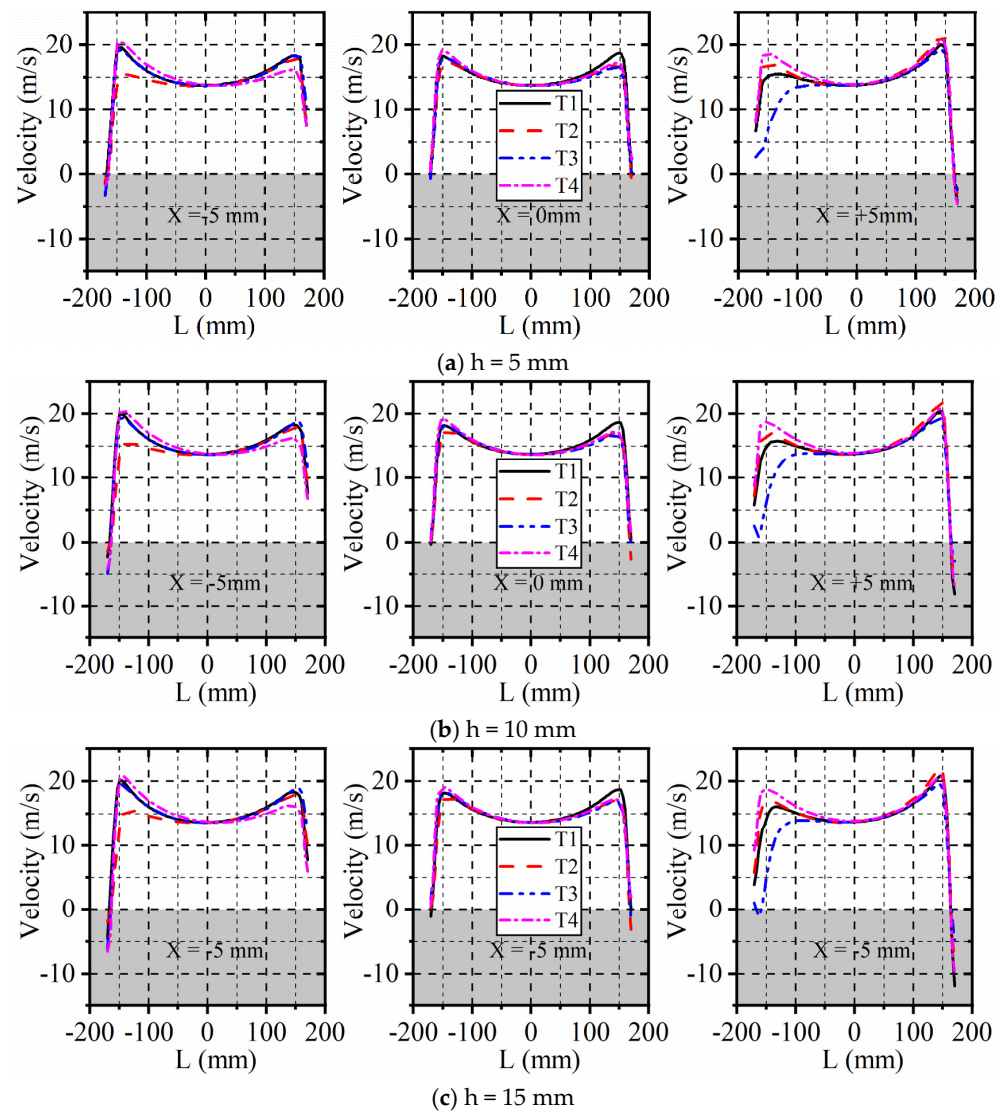 20
10
0
-10
Velocity (m/s)
X = -5 mm
-200 -100 0 100 200
L (mm)
20
10
0
-10
Velocity (m/s)
T1
T2
T3
T4
X = 0mm
-200 -100 0 100 200
L (mm)
20
10
0
-10
Velocity (m/s)
X = +5mm
-200 -100 0 100 200
L (mm)
(a) h = 5 mm
20
10
0
-10
Velocity (m/s)
X = -5mm
-200 -100 0 100 200
L (mm)
20
10
0
-10
Velocity (m/s)
T1
T2
T3
T4
X = 0 mm
-200 -100 0 100 200
L (mm)
20
10
0
-10
Velocity (m/s)
X = +5 mm
-200 -100 0 100 200
L (mm)
(b) h = 10 mm
20
10
0
-10
Velocity (m/s)
X = -5 mm
-200 -100 0 100 200
L (mm)
20
10
0
-10
Velocity (m/s)
T1
T2
T3
T4
X = -5 mm
-200 -100 0 100 200
L (mm)
20
10
0
-10
Velocity (m/s)
X = -5 mm
-200 -100 0 100 200
L (mm)
(c) h = 15 mm